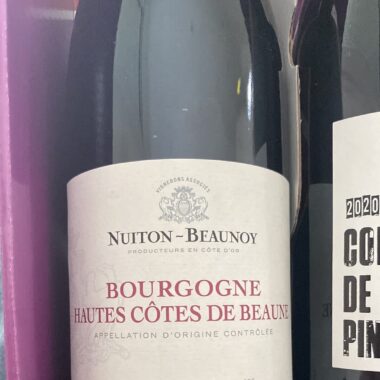 VIGNERONS ASSOCIÉS
NUITON~BEAUNOY
PRODUCTEURS EN CÔTE D'OR
BOURGOGNE
HAUTES CÔTES DE BEAUNE
APPELLATION D'ORIGINE CONTRÔLÉE
2020
CO
DE
PIN